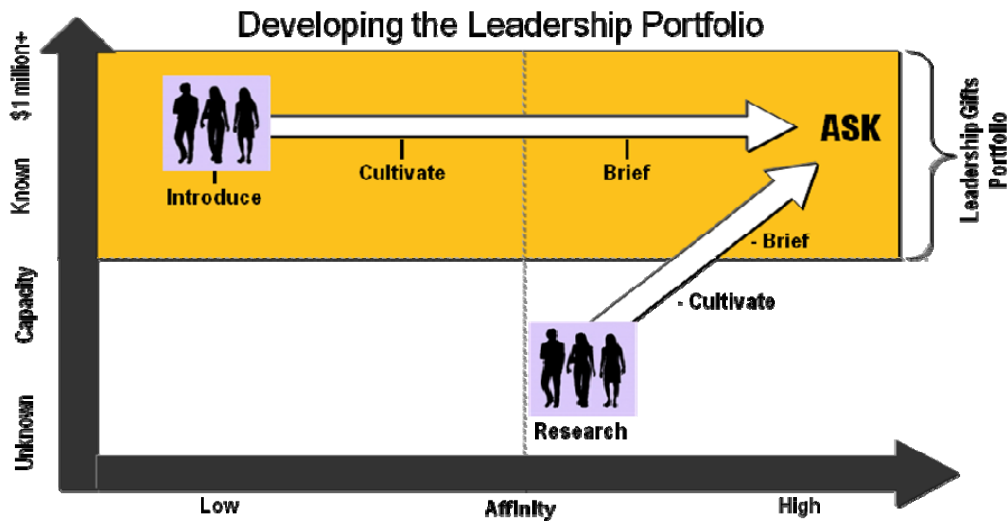 Developing the Leadership Portfolio
$1 million+
Known
Capacity
Unknown
Introduce
Cultivate
Brief
ASK
- Brief
- Cultivate
Research
Leadership Gifts
Portfolio
Low
Affinity
High